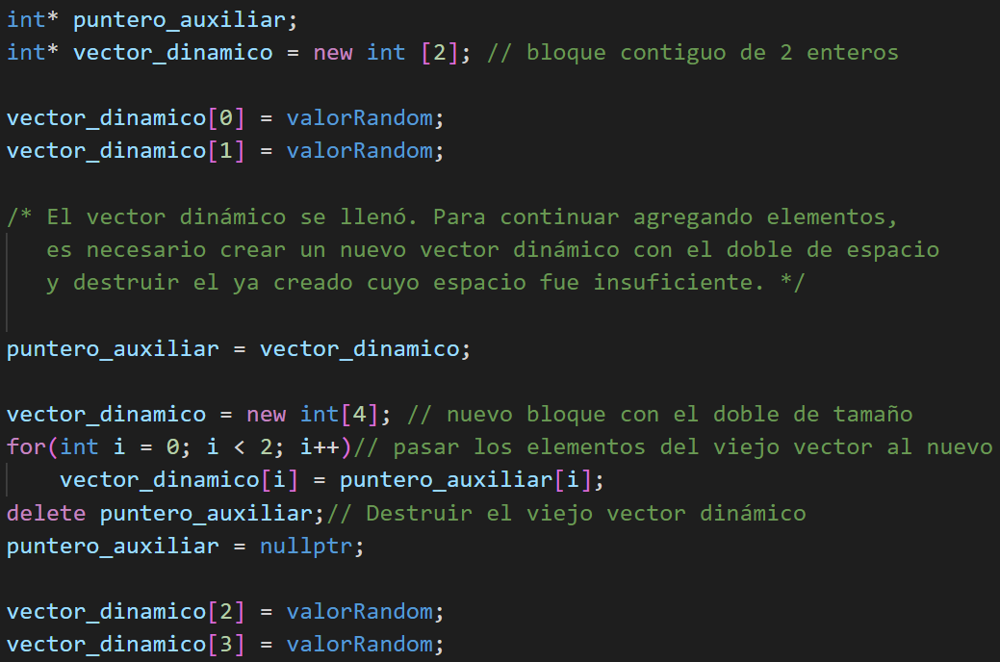 int* puntero_auxiliar;
int* vector_dinamico = new int [2]; // bloque contiguo de 2 enteros
vector_dinamico[0] = valorRandom;
vector_dinamico[1] = valorRandom;
/* El vector dinámico se llenó. Para continuar agregando elementos,
es necesario crear un nuevo vector dinámico con el doble de espacio
y destruir el ya creado cuyo espacio fue insuficiente. */
puntero_auxiliar = vector_dinamico;
vector_dinamico = new int[4]; // nuevo bloque con el doble de tamaño
for(int i = 0; i < 2; i++)// pasar los elementos del viejo vector al nuevo
vector_dinamico[i] = puntero_auxiliar[i];
delete puntero_auxiliar;// Destruir el viejo vector dinámico
puntero_auxiliar = nullptr;
vector_dinamico[2] = valorRandom;
vector_dinamico[3] = valorRandom;